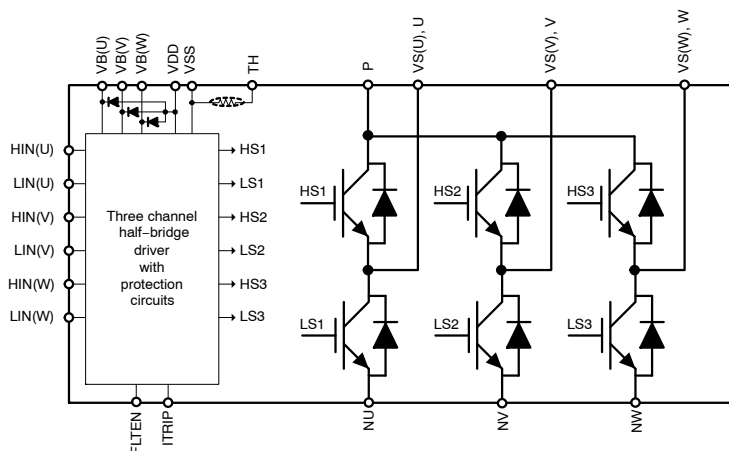 VB(U)
VB(V)
VB(W)
VDD
VSS
TH
P
VS(U), U
VS(V), V
VS(W), W
HIN(U)
LIN(U)
HIN(V)
LIN(V)
HIN(W)
LIN(W)
Three channel
half−bridge
driver
with
protection
circuits
HS1
LS1
HS2
LS2
HS3
LS3
HS1
HS2
HS3
LS1
LS2
LS3
FLTEN
ITRIP
NU
NV
NW